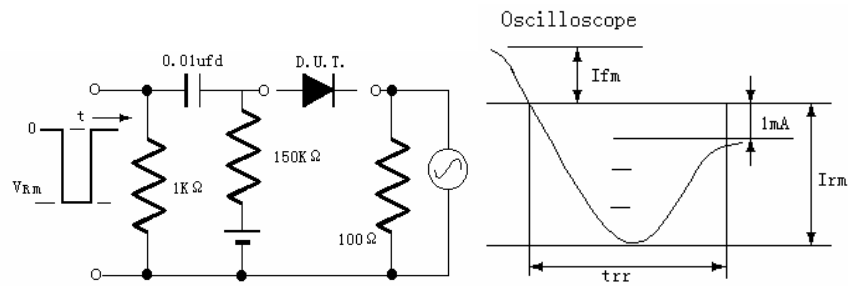 Oscilloscope
0.01ufd
D.U.T.
t
0
VRm
1KΩ
150KΩ
100Ω
Ifm
1mA
Irm
trr